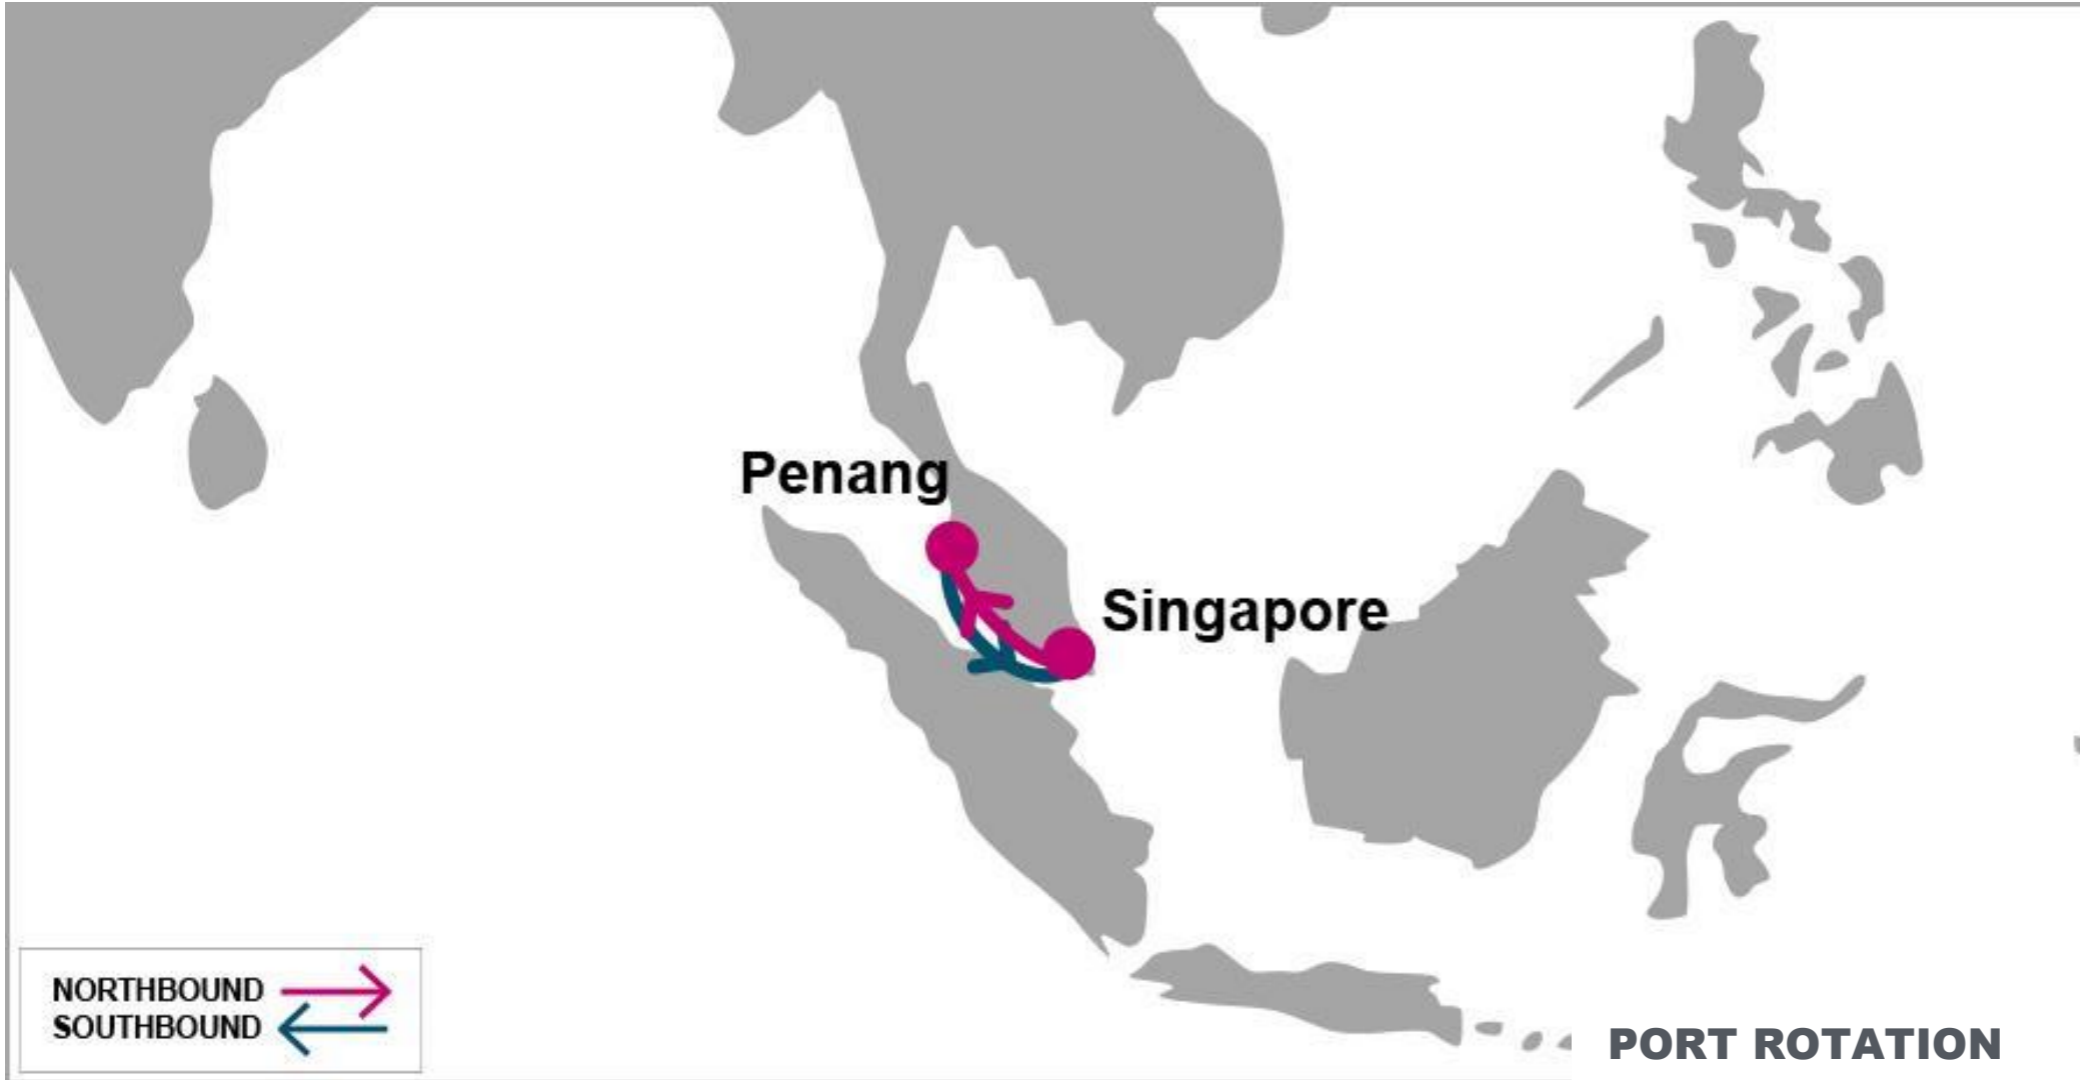 Penang
Singapore
NORTHBOUND
SOUTHBOUND
PORT ROTATION